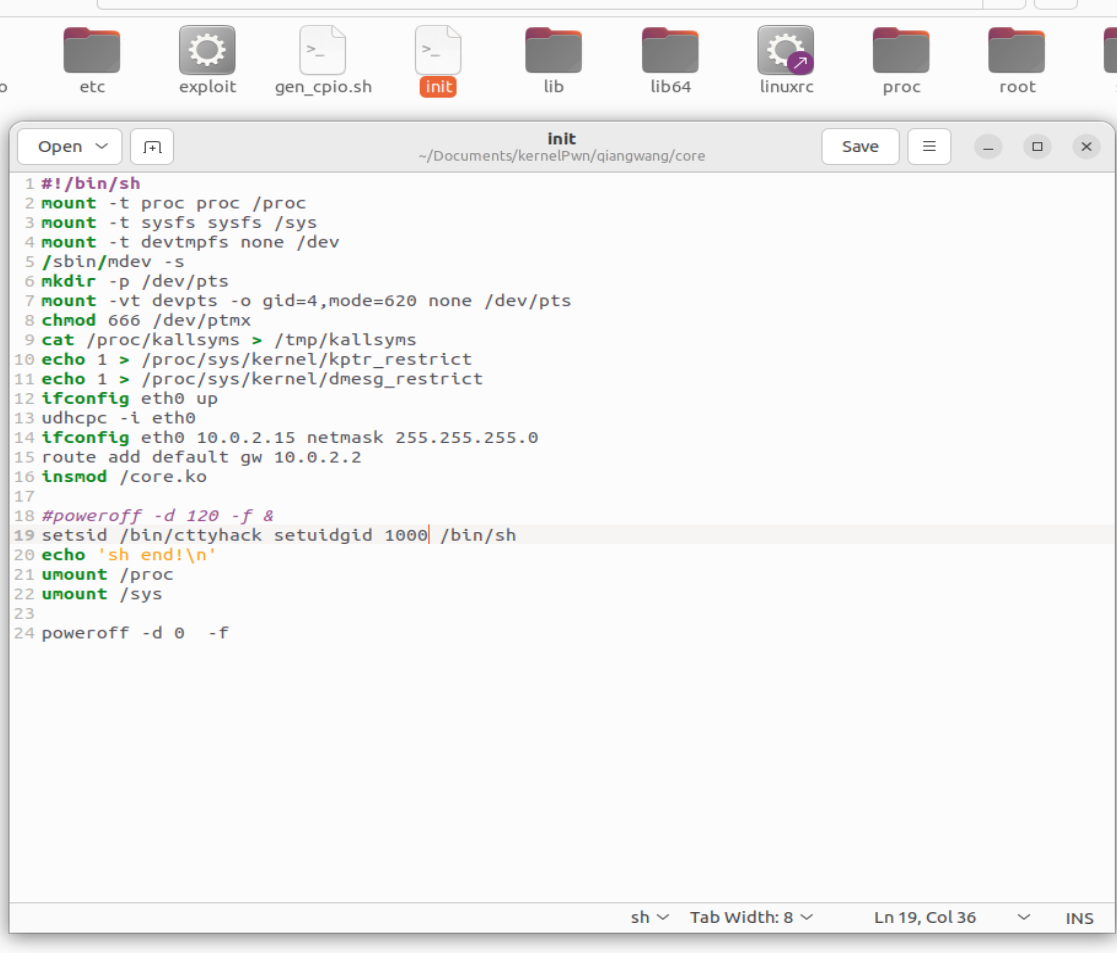 etc exploit gen_cpio.sh init lib lib64 linuxrc proc root
Open init Save
~/Documents/kernelPwn/qiangwang/core
1 #!/bin/sh
2 mount -t proc proc /proc
3 mount -t sysfs sysfs /sys
4 mount -t devtmpfs none /dev
5 /sbin/mdev -s
6 mkdir -p /dev/pts
7 mount -vt devpts -o gid=4,mode=620 none /dev/pts
8 chmod 666 /dev/ptmx
9 cat /proc/kallsyms > /tmp/kallsyms
10 echo 1 > /proc/sys/kernel/kptr_restrict
11 echo 1 > /proc/sys/kernel/dmesg_restrict
12 ifconfig eth0 up
13 udhcpc -i eth0
14 ifconfig eth0 10.0.2.15 netmask 255.255.255.0
15 route add default gw 10.0.2.2
16 insmod /core.ko
17
18 #poweroff -d 120 -f &
19 setsid /bin/cttyhack setuidgid 1000 /bin/sh
20 echo 'sh end!\n'
21 umount /proc
22 umount /sys
23
24 poweroff -d 0  -f
sh Tab Width: 8 Ln 19, Col 36 INS